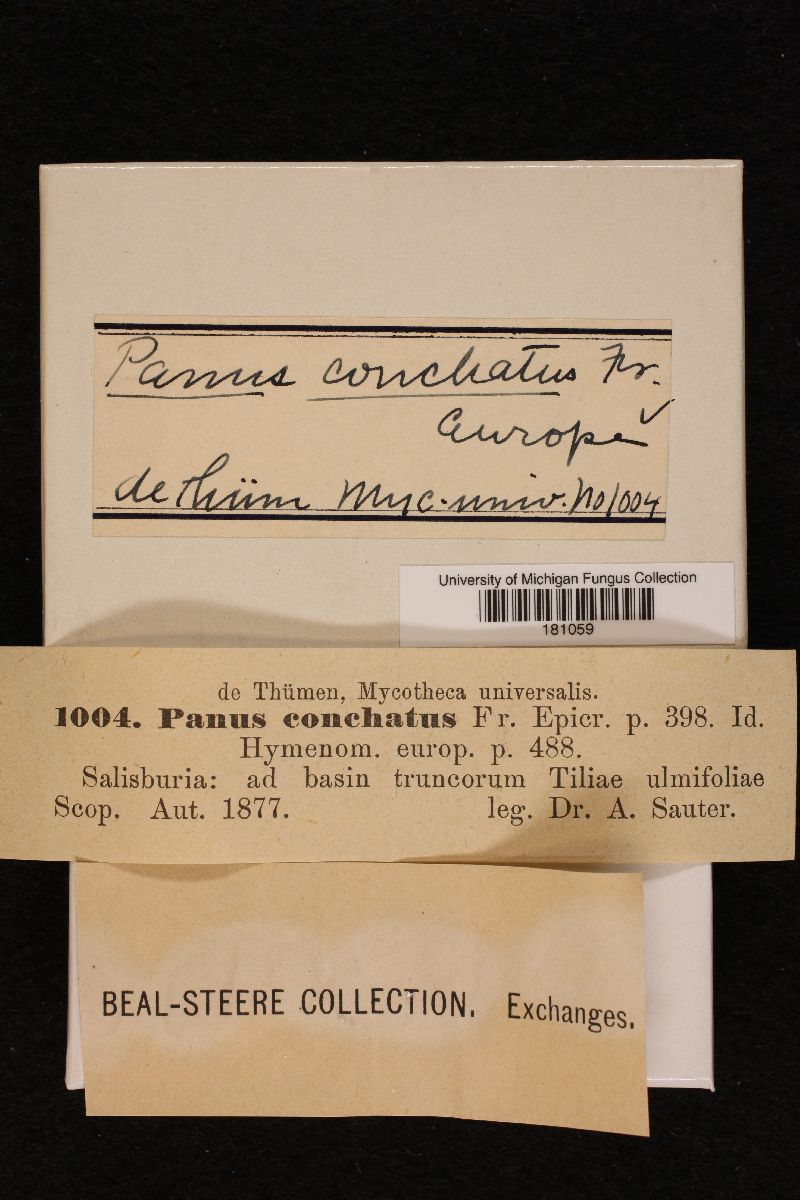 Panus conchatus Fr.
Europe ✓
de Thüm Myc. univ. No 1004
University of Michigan Fungus Collection
181059
de Thümen, Mycotheca universalis.
1004. Panus conchatus Fr. Epicr. p. 398. Id.
Hymenom. europ. p. 488.
Salisburia: ad basin truncorum Tiliae ulmifoliae
Scop. Aut. 1877. leg. Dr. A. Sauter.
BEAL-STEERE COLLECTION. Exchanges.